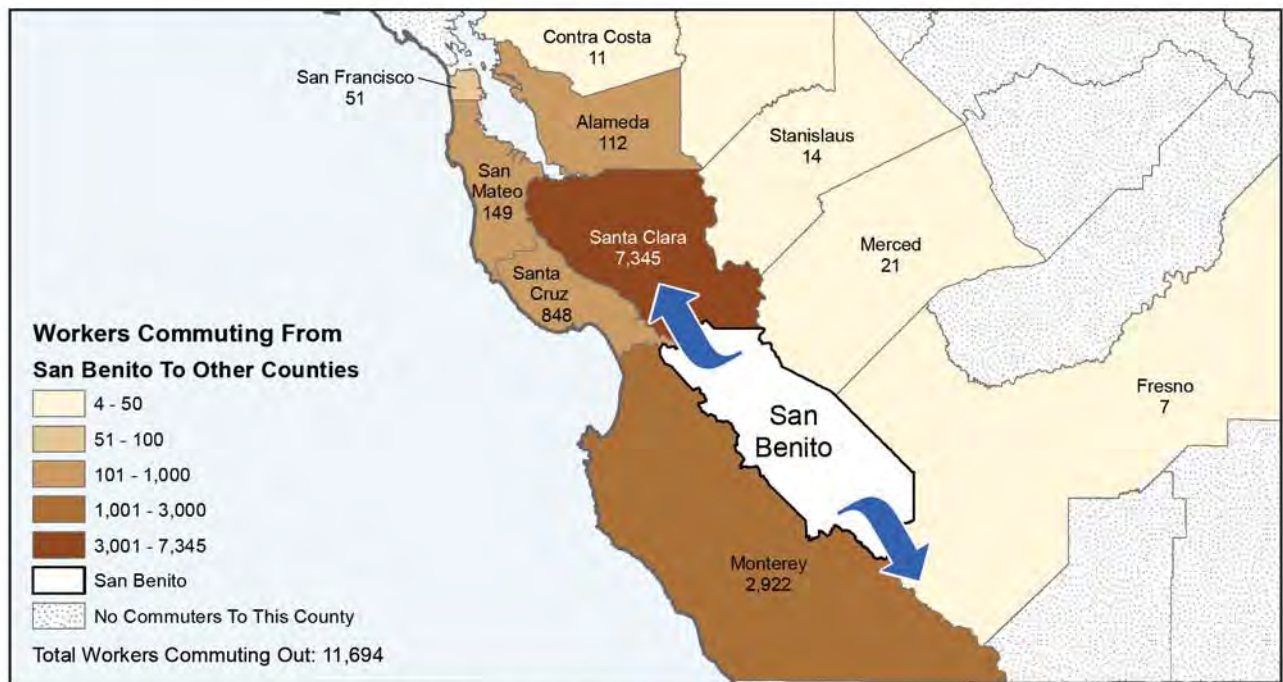 Contra Costa
11
San Francisco
51
Alameda
112
Stanislaus
14
San
Mateo
149
Santa Clara
7,345
Merced
21
Santa
Cruz
848
Fresno
7
San
Benito
Monterey
2,922
Workers Commuting From
San Benito To Other Counties
4 - 50
51 - 100
101 - 1,000
1,001 - 3,000
3,001 - 7,345
San Benito
No Commuters To This County
Total Workers Commuting Out: 11,694